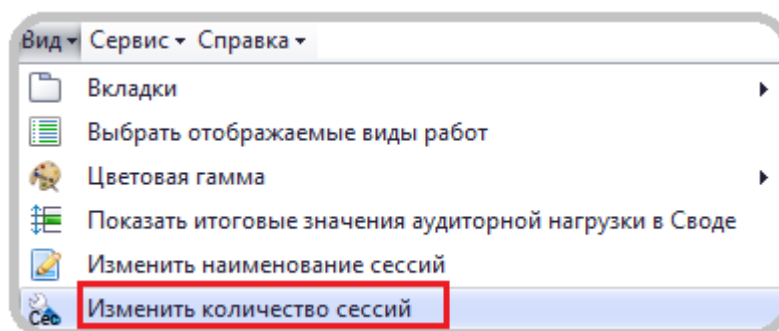 Вид Сервис Справка
Вкладки
Выбрать отображаемые виды работ
Цветовая гамма
Показать итоговые значения аудиторной нагрузки в Своде
Изменить наименование сессий
Сес Изменить количество сессий